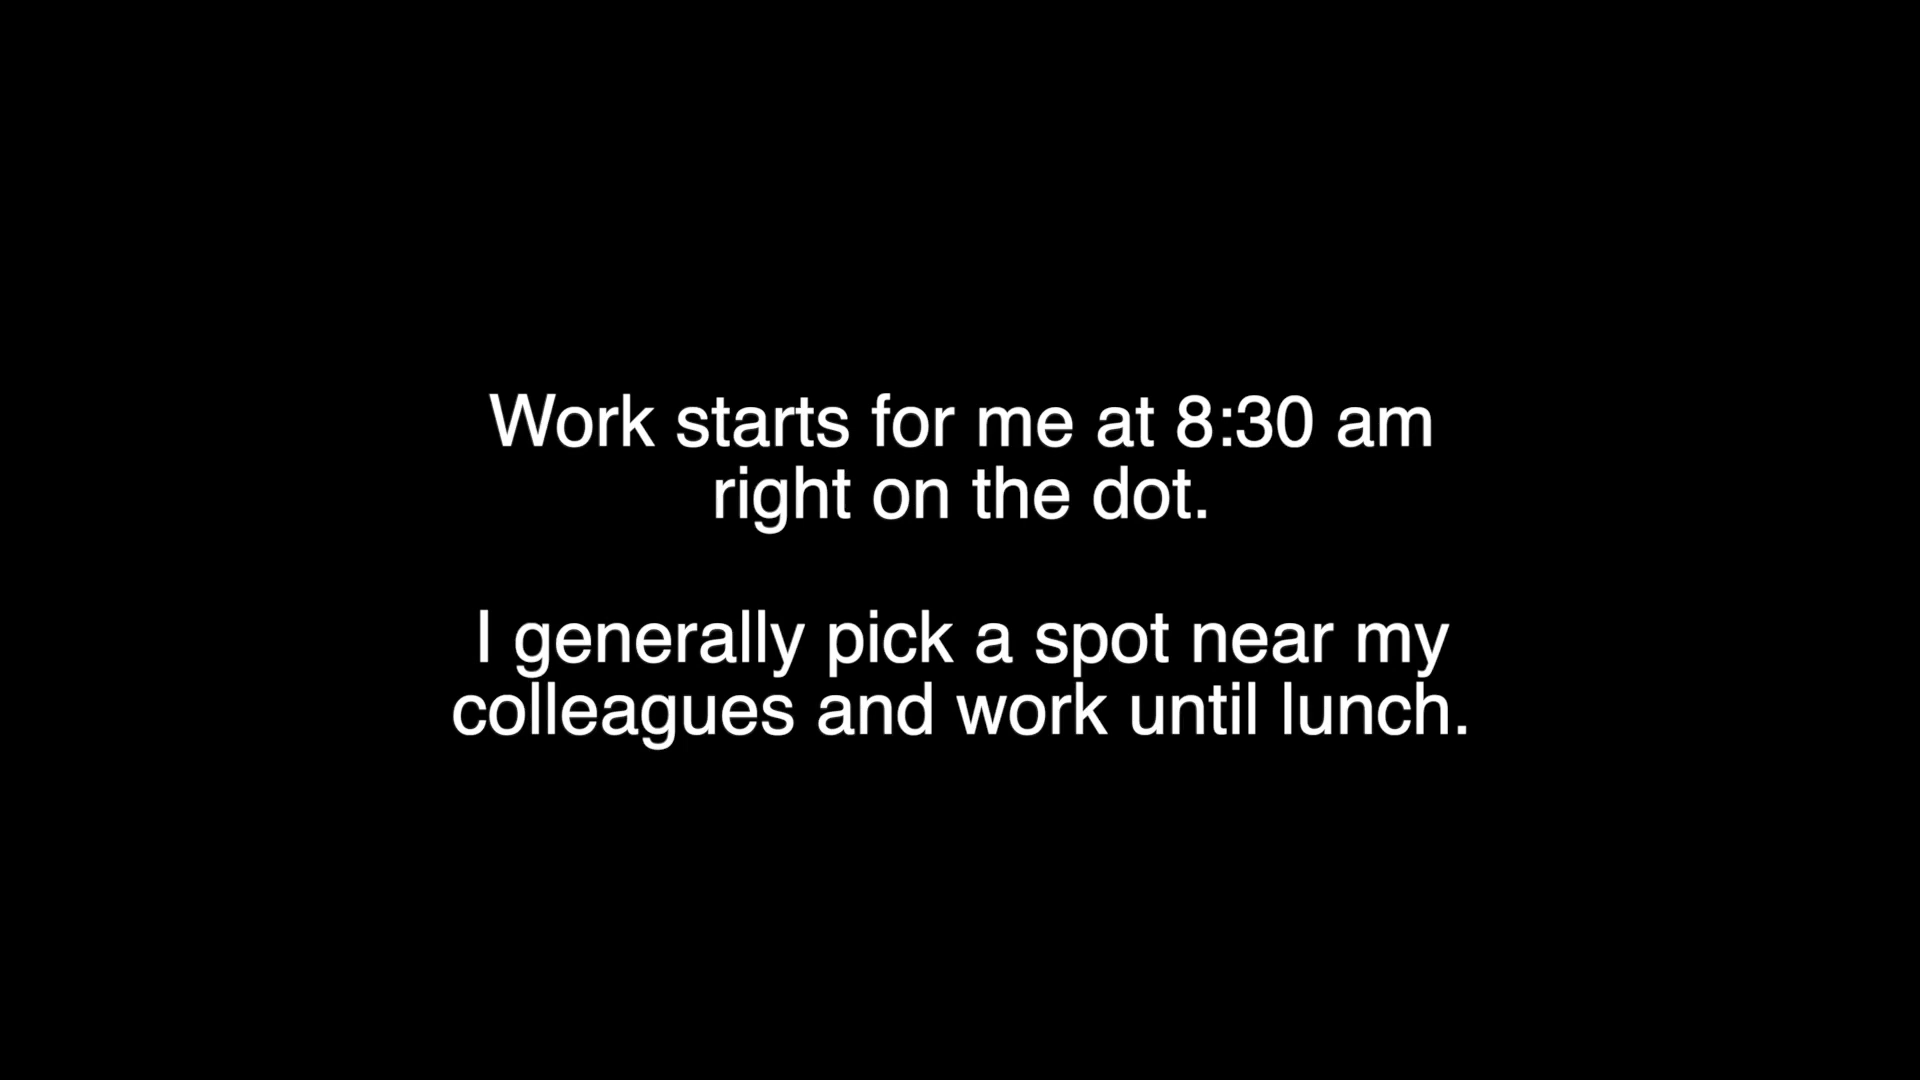 Work starts for me at 8:30 am
right on the dot.
I generally pick a spot near my
colleagues and work until lunch.